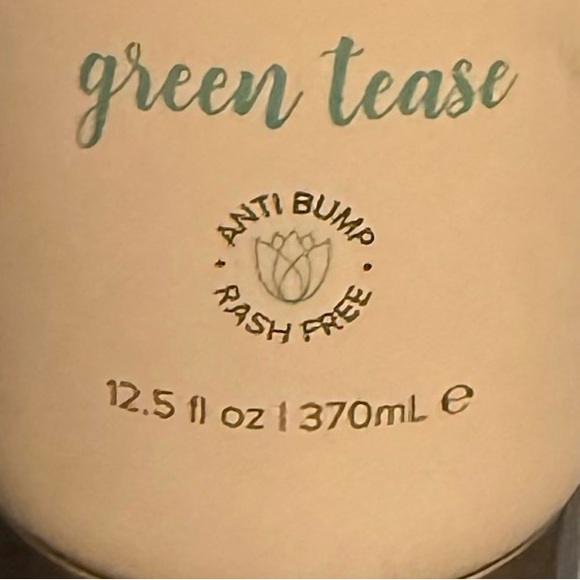 green tease
ANTI BUMP
RASH FREE
12.5 fl oz | 370mL ℮